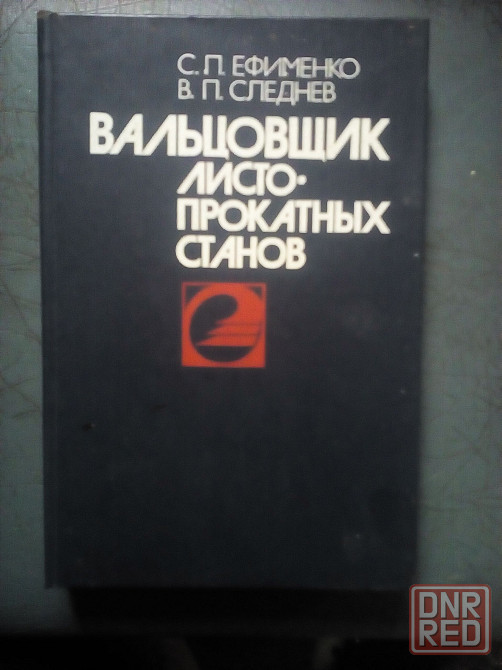 С. П. ЕФИМЕНКО
В. П. СЛЕДНЕВ
ВАЛЬЦОВЩИК
ЛИСТО-
ПРОКАТНЫХ
СТАНОВ
DNR
RED